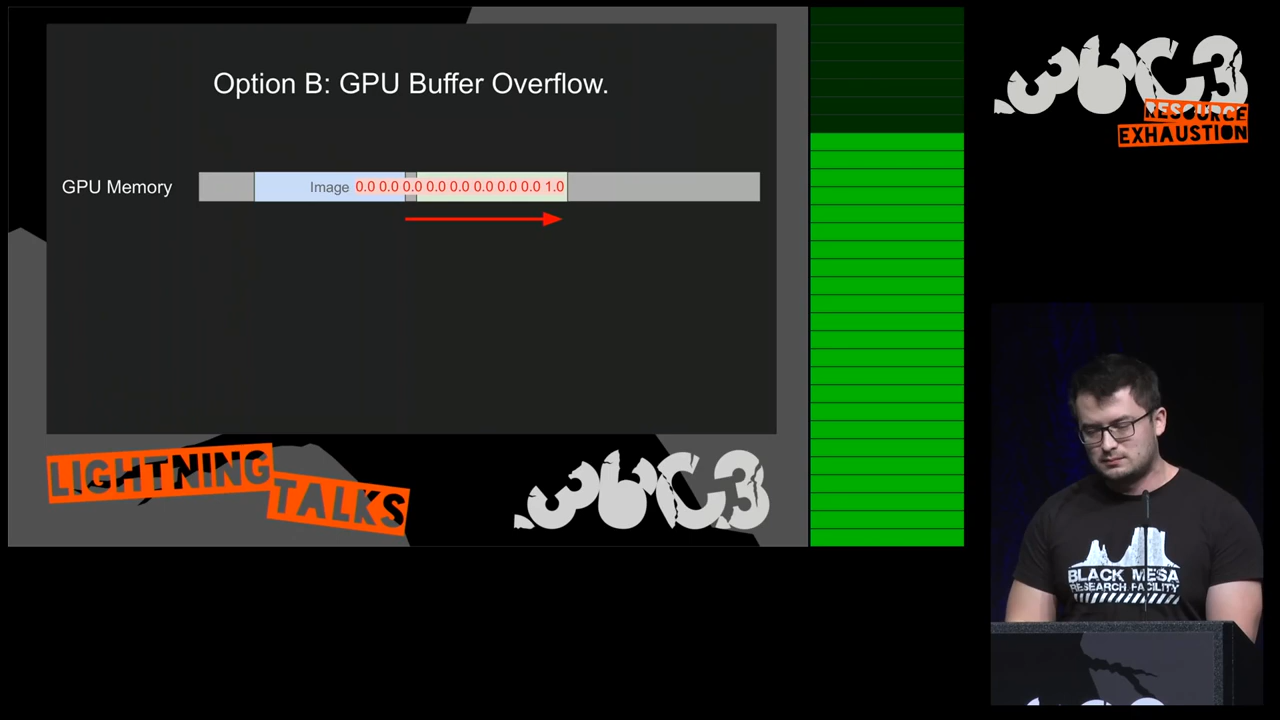 Option B: GPU Buffer Overflow.
GPU Memory
Image 0.0 0.0 0.0 0.0 0.0 0.0 0.0 0.0 1.0
LIGHTNING
TALKS
36C3
36C3
RESOURCE
EXHAUSTION
BLACK MESA
RESEARCH FACILITY